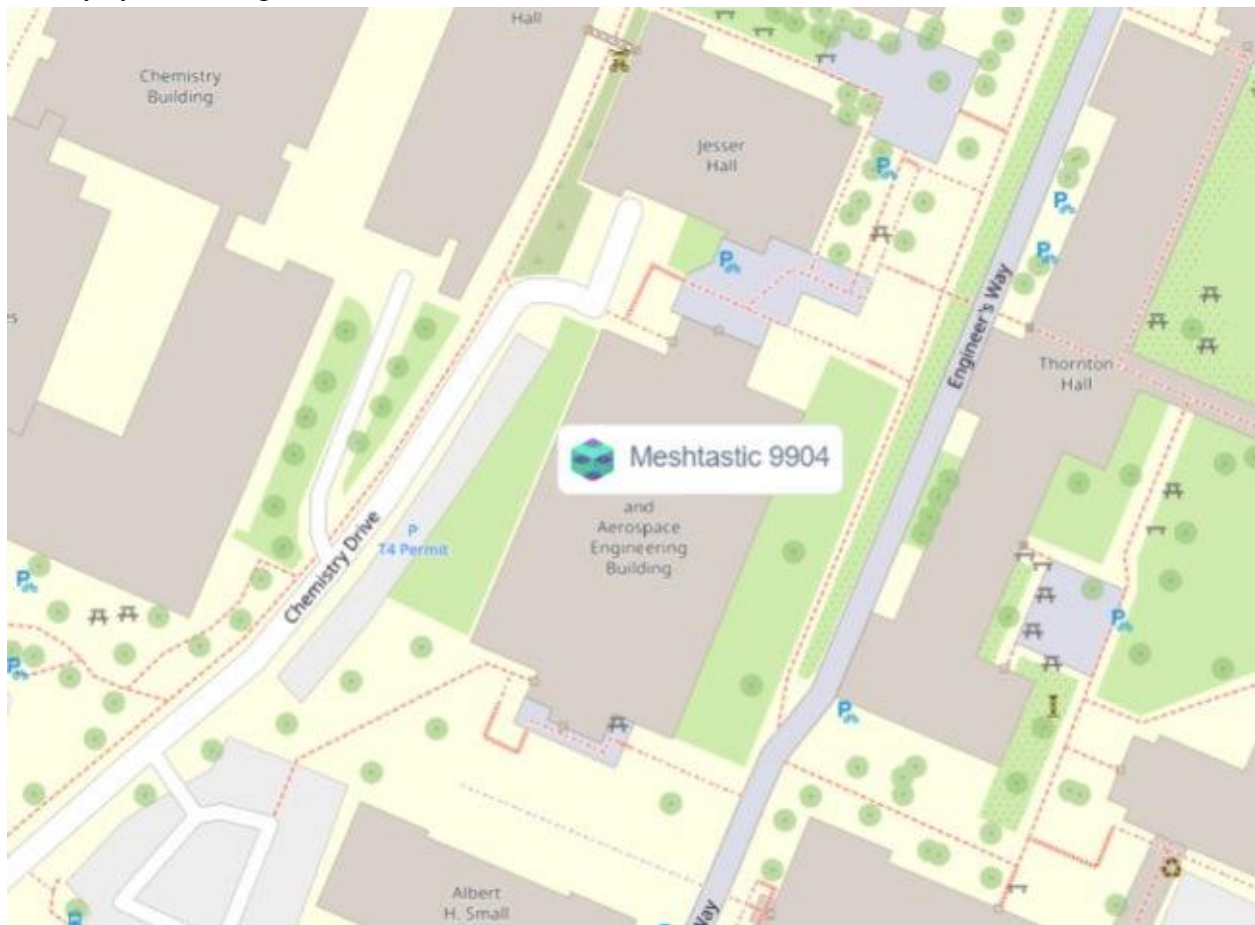 Hall
Chemistry
Building
Jesser
Hall
P
P
P
P
Engineer's Way
Thornton
Hall
Meshtastic 9904
and
Aerospace
Engineering
Building
P
T4 Permit
Chemistry Drive
es
P
P
P
P
Albert
H. Small
Way